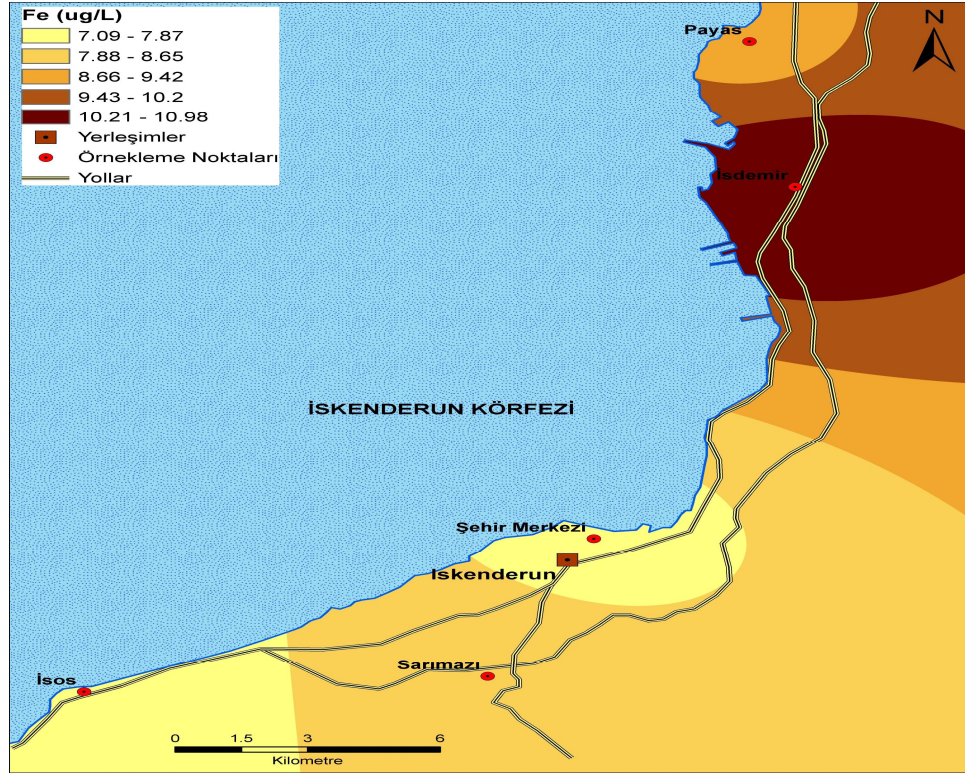 Fe (ug/L)
7.09 - 7.87
7.88 - 8.65
8.66 - 9.42
9.43 - 10.2
10.21 - 10.98
Yerleşimler
Örnekleme Noktaları
Yollar
Payas
N
İsdemir
İSKENDERUN KÖRFEZİ
Şehir Merkezi
İskenderun
Sarımazı
İsos
0 1.5 3 6
Kilometre